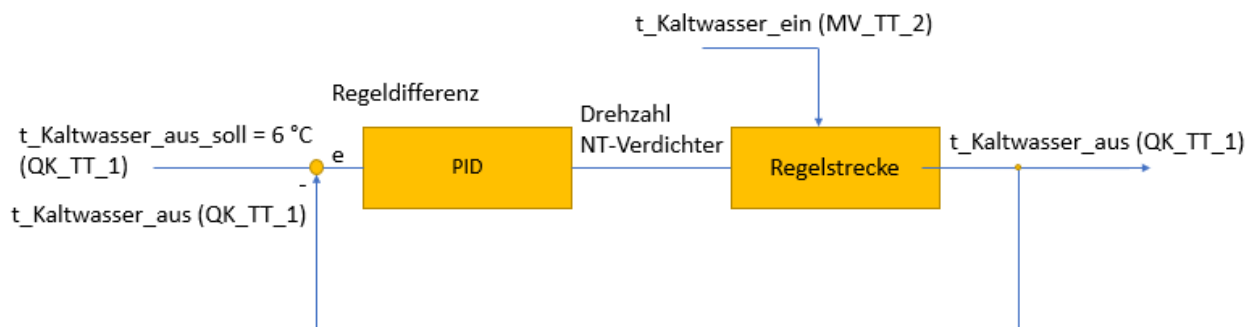 t_Kaltwasser_ein (MV_TT_2)
Regeldifferenz
Drehzahl
NT-Verdichter
t_Kaltwasser_aus_soll = 6 °C
(QK_TT_1)
e
PID
Regelstrecke
t_Kaltwasser_aus (QK_TT_1)
-
t_Kaltwasser_aus (QK_TT_1)